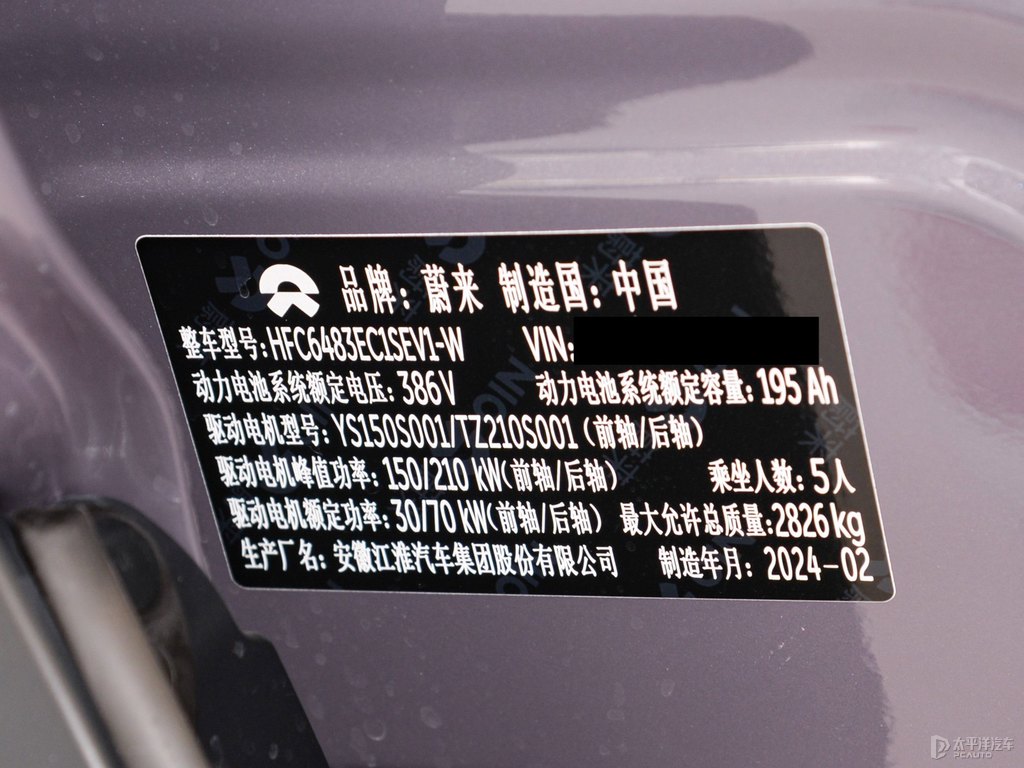 品牌：蔚来 制造国：中国
整车型号：HFC6483EC1SEV1-W VIN:
动力电池系统额定电压：386V 动力电池系统额定容量：195Ah
驱动电机型号：YS150S001/TZ210S001（前轴/后轴）
驱动电机峰值功率：150/210 kW（前轴/后轴） 乘坐人数：5人
驱动电机额定功率：30/70 kW（前轴/后轴） 最大允许总质量：2826kg
生产厂名：安徽江淮汽车集团股份有限公司 制造年月：2024-02
太平洋汽车
PCAUTO